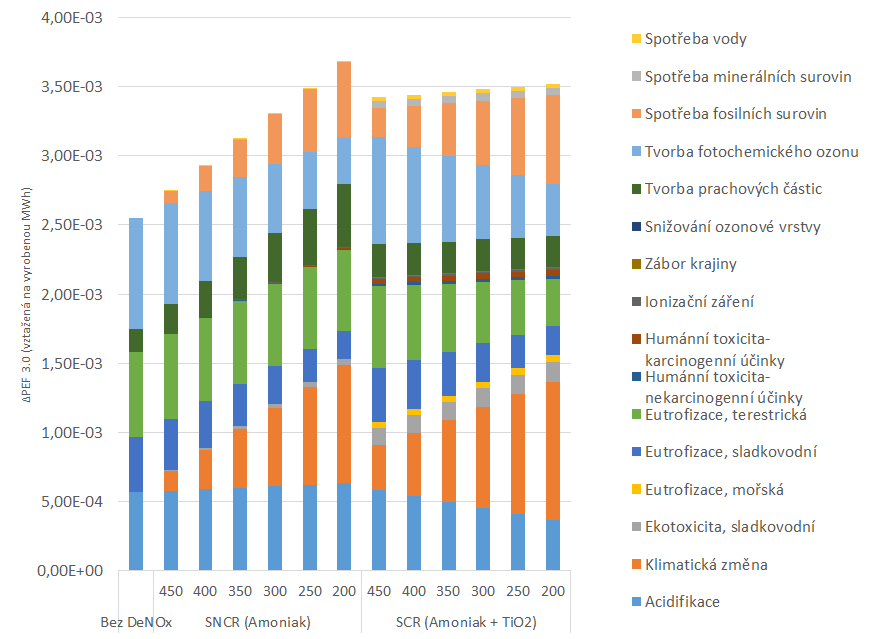 4,00E-03
3,50E-03
3,00E-03
2,50E-03
2,00E-03
1,50E-03
1,00E-03
5,00E-04
0,00E+00
ΔPEF 3.0 (vztažená na vyrobenou MWh)
450 400 350 300 250 200 450 400 350 300 250 200
Bez DeNOx SNCR (Amoniak) SCR (Amoniak + TiO2)
Spotřeba vody
Spotřeba minerálních surovin
Spotřeba fosilních surovin
Tvorba fotochemického ozonu
Tvorba prachových částic
Snižování ozonové vrstvy
Zábor krajiny
Ionizační záření
Humánní toxicita-
karcinogenní účinky
Humánní toxicita-
nekarcinogenní účinky
Eutrofizace, terestrická
Eutrofizace, sladkovodní
Eutrofizace, mořská
Ekotoxicita, sladkovodní
Klimatická změna
Acidifikace